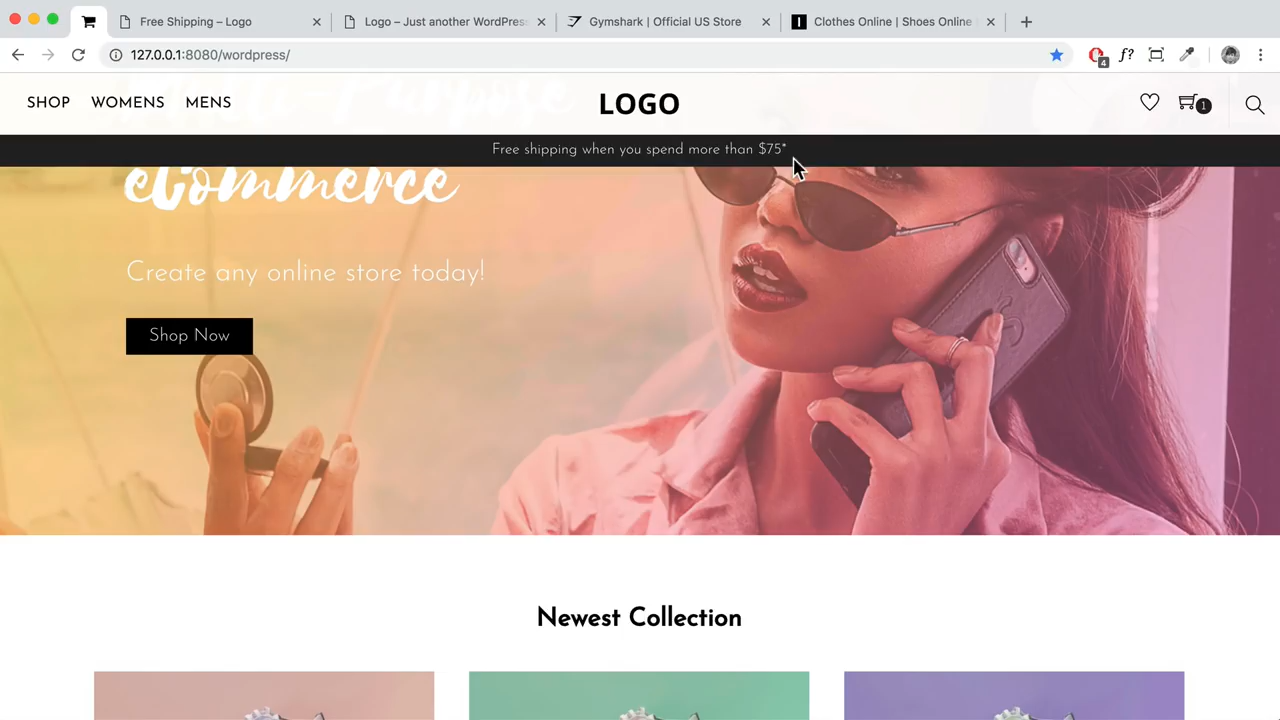 Free Shipping – Logo
Logo – Just another WordPress
Gymshark | Official US Store
Clothes Online | Shoes Online
127.0.0.1:8080/wordpress/
f?
4
SHOP WOMENS MENS
LOGO
1
Free shipping when you spend more than $75*
eCommerce
Create any online store today!
Shop Now
Newest Collection